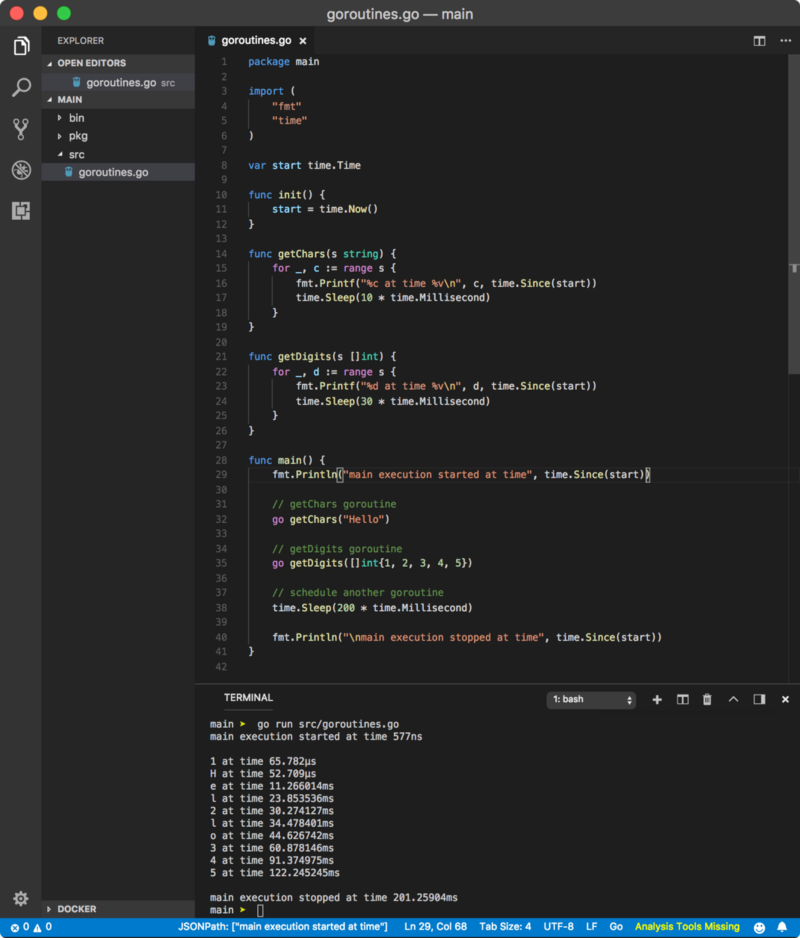 goroutines.go — main
EXPLORER
OPEN EDITORS
goroutines.go src
MAIN
bin
pkg
src
goroutines.go
DOCKER
goroutines.go ×
1 package main
2
3 import (
4 "fmt"
5 "time"
6 )
7
8 var start time.Time
9
10 func init() {
11 start = time.Now()
12 }
13
14 func getChars(s string) {
15 for _, c := range s {
16 fmt.Printf("%c at time %v\n", c, time.Since(start))
17 time.Sleep(10 * time.Millisecond)
18 }
19 }
20
21 func getDigits(s []int) {
22 for _, d := range s {
23 fmt.Printf("%d at time %v\n", d, time.Since(start))
24 time.Sleep(30 * time.Millisecond)
25 }
26 }
27
28 func main() {
29 fmt.Println("main execution started at time", time.Since(start))
30
31 // getChars goroutine
32 go getChars("Hello")
33
34 // getDigits goroutine
35 go getDigits([]int{1, 2, 3, 4, 5})
36
37 // schedule another goroutine
38 time.Sleep(200 * time.Millisecond)
39
40 fmt.Println("\nmain execution stopped at time", time.Since(start))
41 }
42
TERMINAL
1: bash
main ➤ go run src/goroutines.go
main execution started at time 577ns
1 at time 65.782µs
H at time 52.709µs
e at time 11.266014ms
l at time 23.853536ms
2 at time 30.274127ms
l at time 34.478401ms
o at time 44.626742ms
3 at time 60.878146ms
4 at time 91.374975ms
5 at time 122.245245ms
main execution stopped at time 201.25904ms
main ➤
0 0 JSONPath: ["main execution started at time"] Ln 29, Col 68 Tab Size: 4 UTF-8 LF Go Analysis Tools Missing